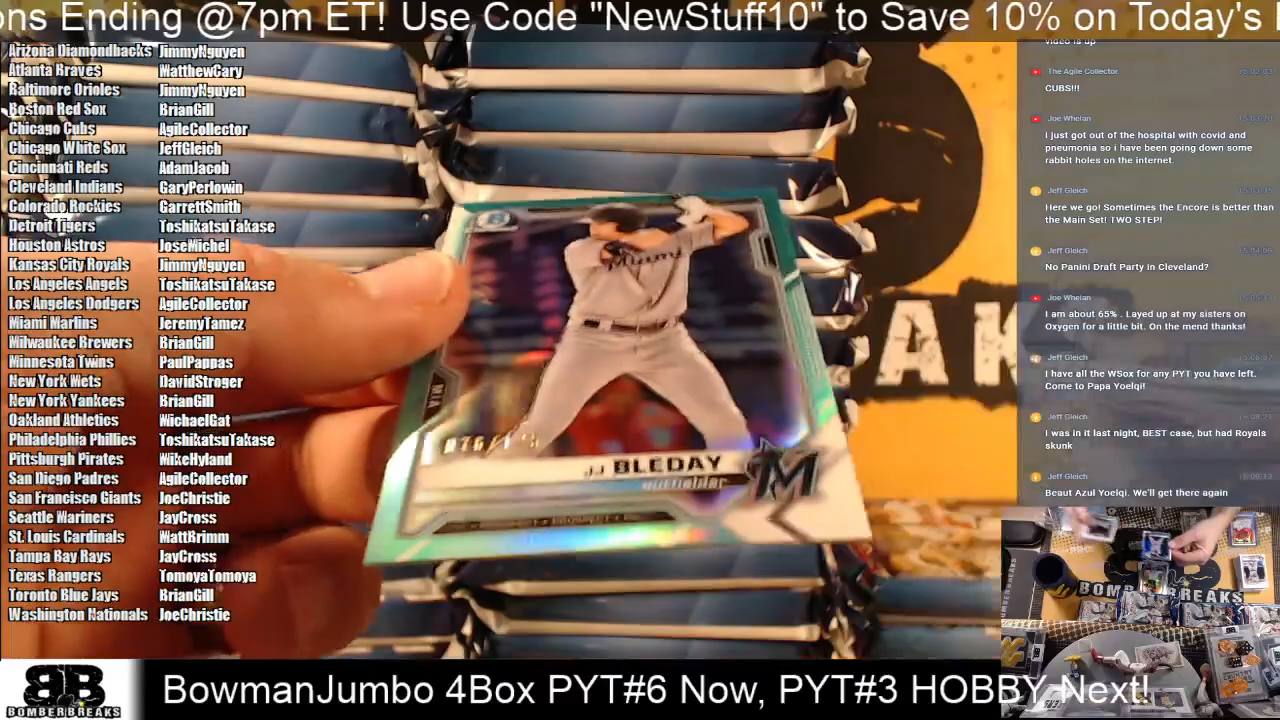 ons Ending @7pm ET! Use Code "NewStuff10" to Save 10% on Today's
Arizona Diamondbacks JimmyNguyen
Atlanta Braves MatthewCary
Baltimore Orioles JimmyNguyen
Boston Red Sox BrianGill
Chicago Cubs AgileCollector
Chicago White Sox JeffGleich
Cincinnati Reds AdamJacob
Cleveland Indians GaryPerlowin
Colorado Rockies GarrettSmith
Detroit Tigers ToshikatsuTakase
Houston Astros JoseMichel
Kansas City Royals JimmyNguyen
Los Angeles Angels ToshikatsuTakase
Los Angeles Dodgers AgileCollector
Miami Marlins JeremyTamez
Milwaukee Brewers BrianGill
Minnesota Twins PaulPappas
New York Mets DavidStroger
New York Yankees BrianGill
Oakland Athletics MichaelGat
Philadelphia Phillies ToshikatsuTakase
Pittsburgh Pirates MikeHyland
San Diego Padres AgileCollector
San Francisco Giants JoeChristie
Seattle Mariners JayCross
St. Louis Cardinals MattBrimm
Tampa Bay Rays JayCross
Texas Rangers TomoyaTomoya
Toronto Blue Jays BrianGill
Washington Nationals JoeChristie
Miami
MIA
JJ BLEDAY
outfielder
M
EAK
video is up
The Agile Collector
CUBS!!!
Joe Whelan
I just got out of the hospital with covid and
pneumonia so i have been going down some
rabbit holes on the internet.
Jeff Gleich
Here we go! Sometimes the Encore is better than
the Main Set! TWO STEP!
Jeff Gleich
No Panini Draft Party in Cleveland?
Joe Whelan
I am about 65% . Layed up at my sisters on
Oxygen for a little bit. On the mend thanks!
Jeff Gleich
I have all the WSox for any PYT you have left.
Come to Papa Yoelqi!
Jeff Gleich
I was in it last night, BEST case, but had Royals
skunk
Jeff Gleich
Beaut Azul Yoelqi. We'll get there again
BOMBERBREAKS
BB
BOMBERBREAKS
BowmanJumbo 4Box PYT#6 Now, PYT#3 HOBBY Next!